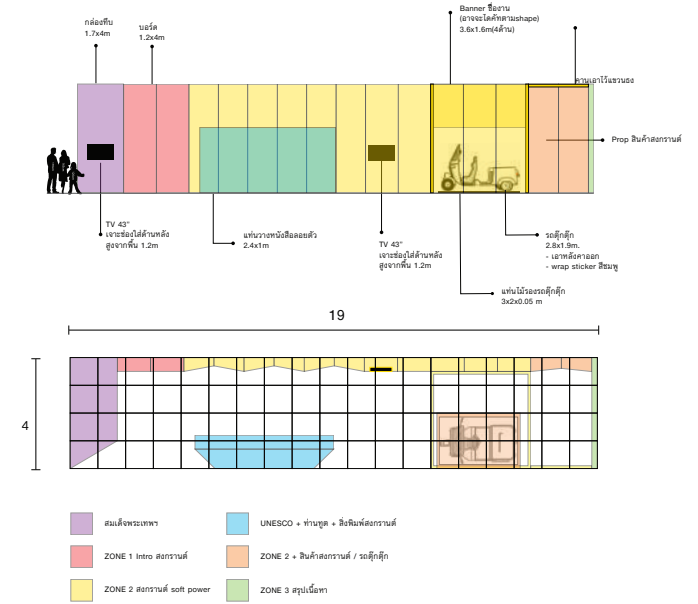 กล่องทึบ
1.7x4m
บอร์ด
1.2x4m
Banner ชื่องาน
(อาจจะไดคัทตามshape)
3.6x1.6m(4ด้าน)
คานเอาไว้แขวนธง
Prop สินค้าสงกรานต์
TV 43"
เจาะช่องใส่ด้านหลัง
สูงจากพื้น 1.2m
แท่นวางหนังสือลอยตัว
2.4x1m
TV 43"
เจาะช่องใส่ด้านหลัง
สูงจากพื้น 1.2m
รถตุ๊กตุ๊ก
2.8x1.9m.
- เอาหลังคาออก
- wrap sticker สีชมพู
แท่นไม้รองรถตุ๊กตุ๊ก
3x2x0.05 m
19
4
สมเด็จพระเทพฯ
UNESCO + ท่านทูต + สิ่งพิมพ์สงกรานต์
ZONE 1 Intro สงกรานต์
ZONE 2 + สินค้าสงกรานต์ / รถตุ๊กตุ๊ก
ZONE 2 สงกรานต์ soft power
ZONE 3 สรุปเนื้อหา